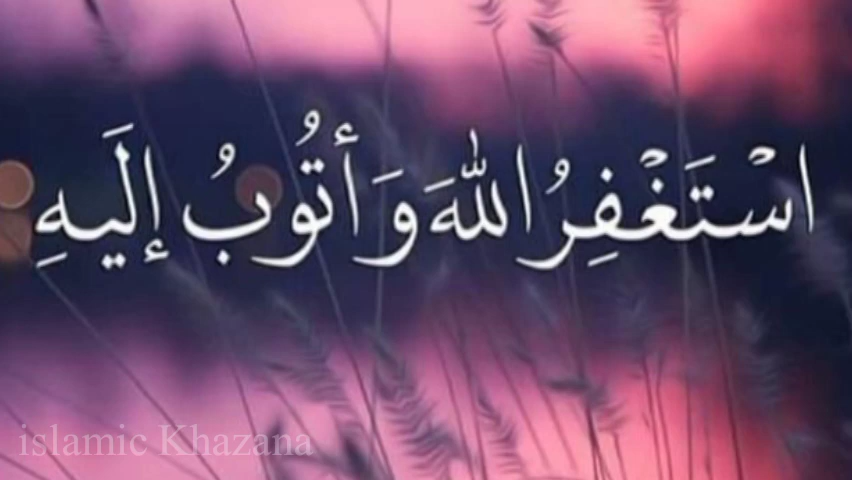 اسْتَغْفِرُ اللهَ وَ أَتُوبُ إِلَيهِ
islamic Khazana